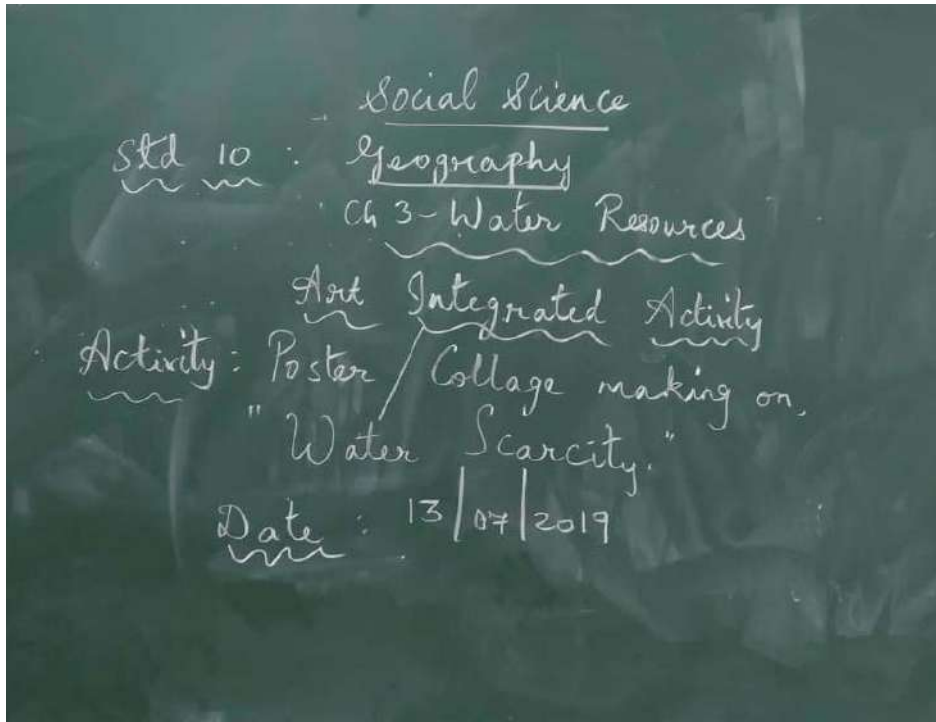 Social Science
Std 10 : Geography
Ch 3 - Water Resources
Art Integrated Activity
Activity : Poster / Collage making on,
"Water Scarcity."
Date : 13/07/2019